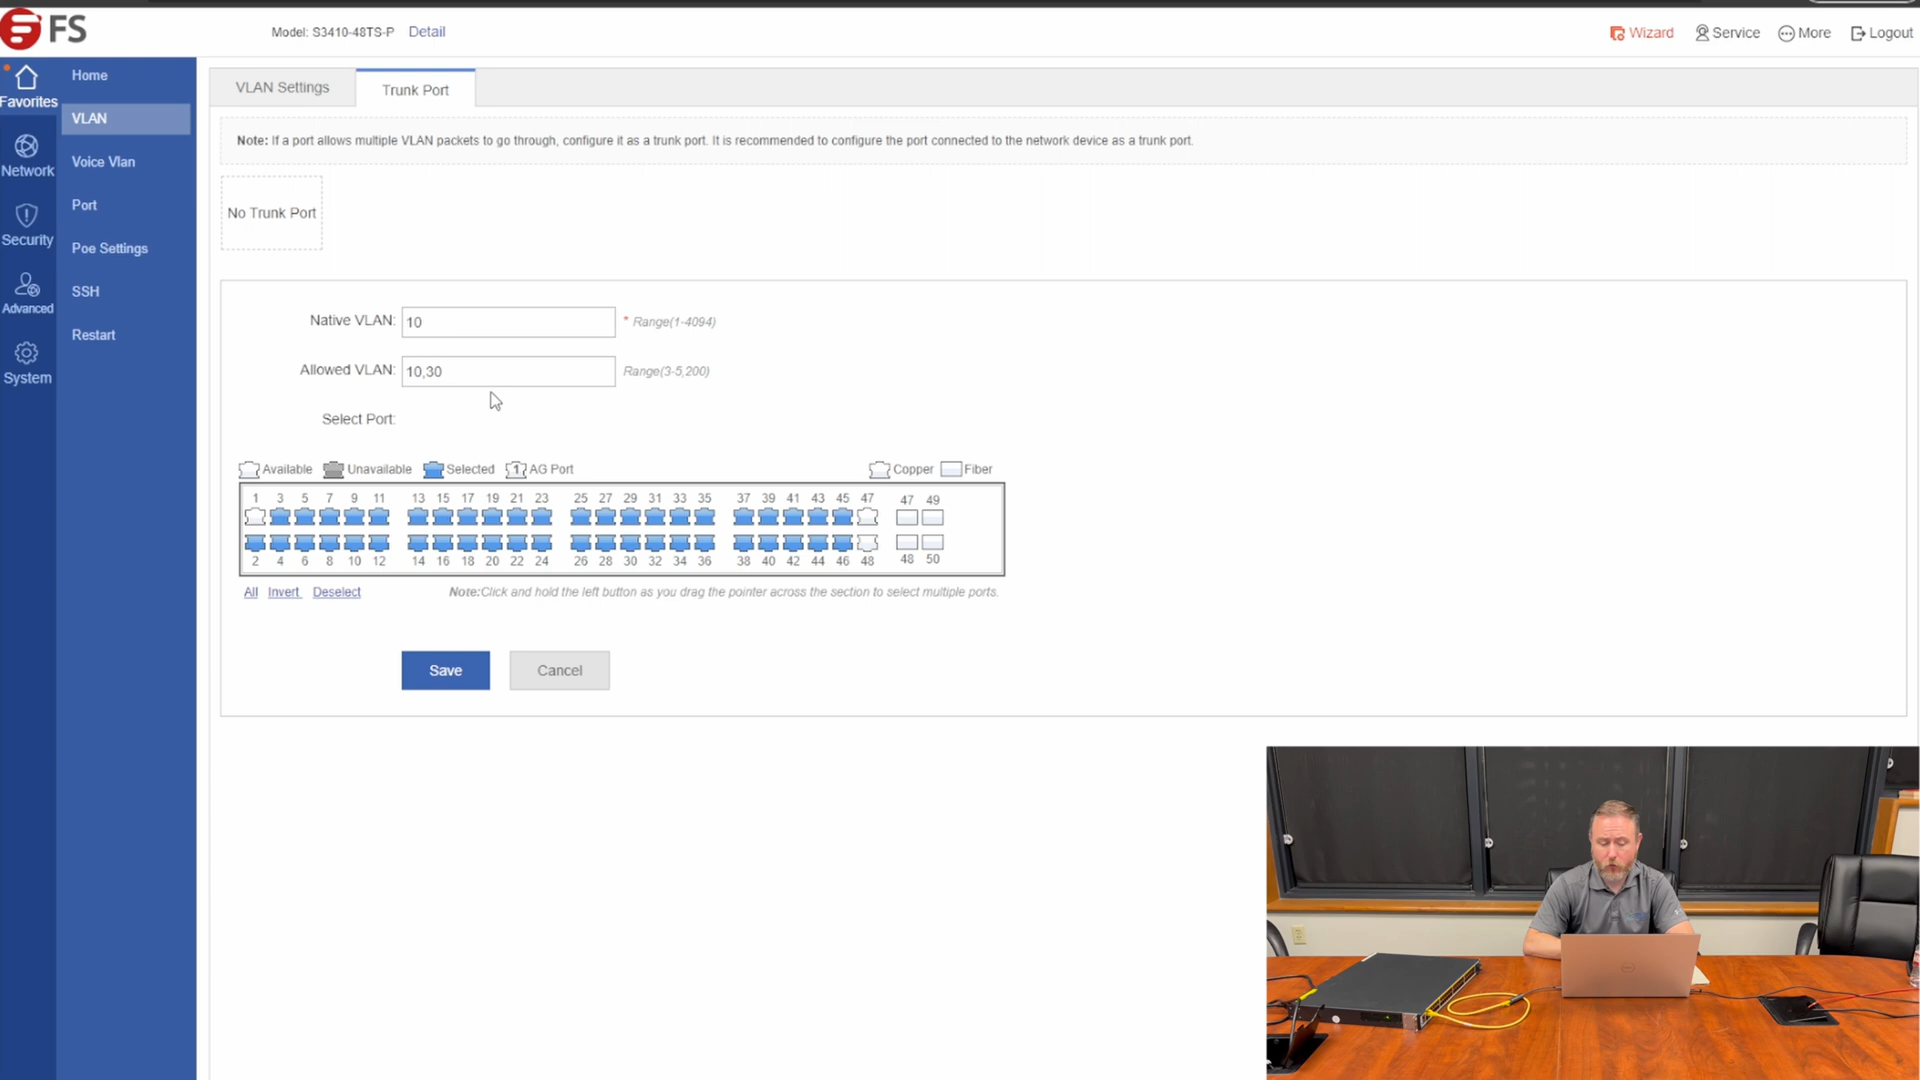 FS
Model: S3410-48TS-P Detail
Wizard Service More Logout
Favorites
Network
Security
Advanced
System
Home
VLAN
Voice Vlan
Port
Poe Settings
SSH
Restart
VLAN Settings Trunk Port
Note: If a port allows multiple VLAN packets to go through, configure it as a trunk port. It is recommended to configure the port connected to the network device as a trunk port.
No Trunk Port
Native VLAN: 10 * Range(1-4094)
Allowed VLAN: 10,30 Range(3-5,200)
Select Port:
Available Unavailable Selected 1 AG Port Copper Fiber
1 3 5 7 9 11 13 15 17 19 21 23 25 27 29 31 33 35 37 39 41 43 45 47 47 49
2 4 6 8 10 12 14 16 18 20 22 24 26 28 30 32 34 36 38 40 42 44 46 48 48 50
All Invert Deselect Note:Click and hold the left button as you drag the pointer across the section to select multiple ports.
Save Cancel